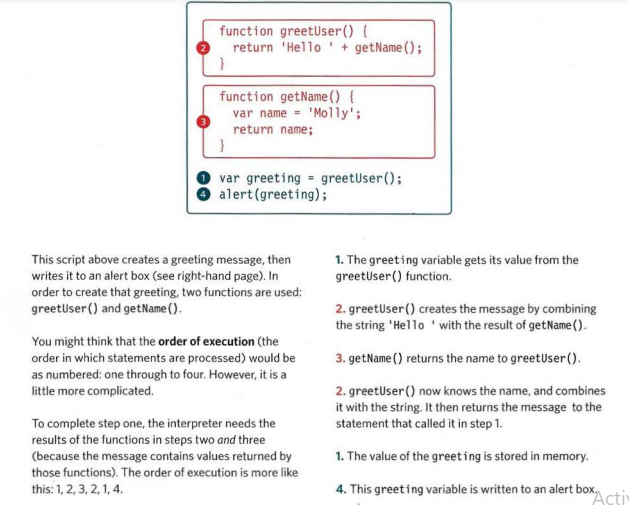 function greetUser() {
2 return 'Hello ' + getName();
}
function getName() {
var name = 'Molly';
3 return name;
}
1 var greeting = greetUser();
4 alert(greeting);
This script above creates a greeting message, then
writes it to an alert box (see right-hand page). In
order to create that greeting, two functions are used:
greetUser() and getName().
You might think that the order of execution (the
order in which statements are processed) would be
as numbered: one through to four. However, it is a
little more complicated.
To complete step one, the interpreter needs the
results of the functions in steps two and three
(because the message contains values returned by
those functions). The order of execution is more like
this: 1, 2, 3, 2, 1, 4.
1. The greeting variable gets its value from the
greetUser() function.
2. greetUser() creates the message by combining
the string 'Hello ' with the result of getName().
3. getName() returns the name to greetUser().
2. greetUser() now knows the name, and combines
it with the string. It then returns the message to the
statement that called it in step 1.
1. The value of the greeting is stored in memory.
4. This greeting variable is written to an alert box.